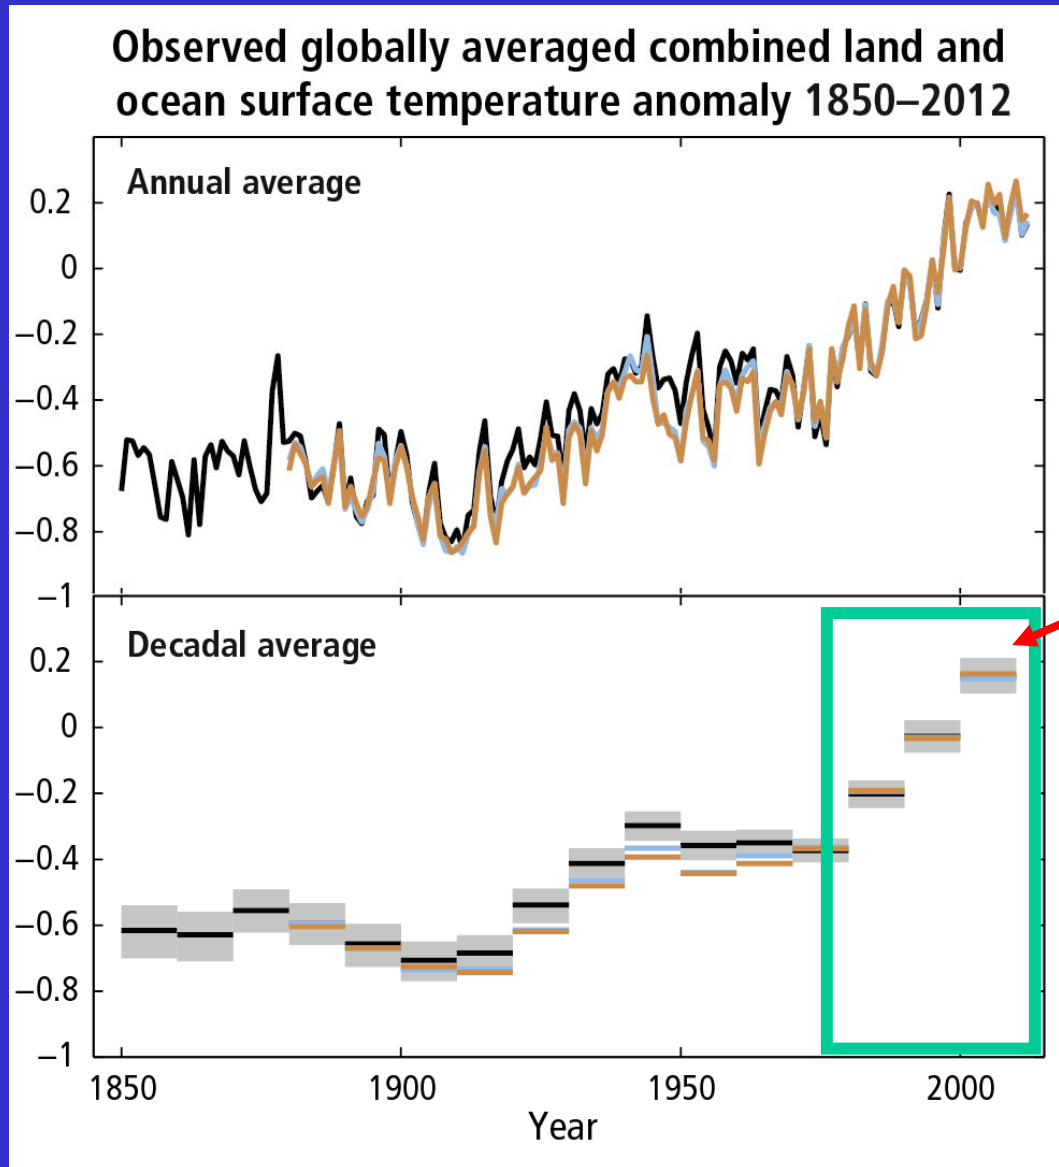 Observed globally averaged combined land and
ocean surface temperature anomaly 1850–2012
Annual average
0.2
0
−0.2
−0.4
−0.6
−0.8
−1
Decadal average
0.2
0
−0.2
−0.4
−0.6
−0.8
−1
1850 1900 1950 2000
Year